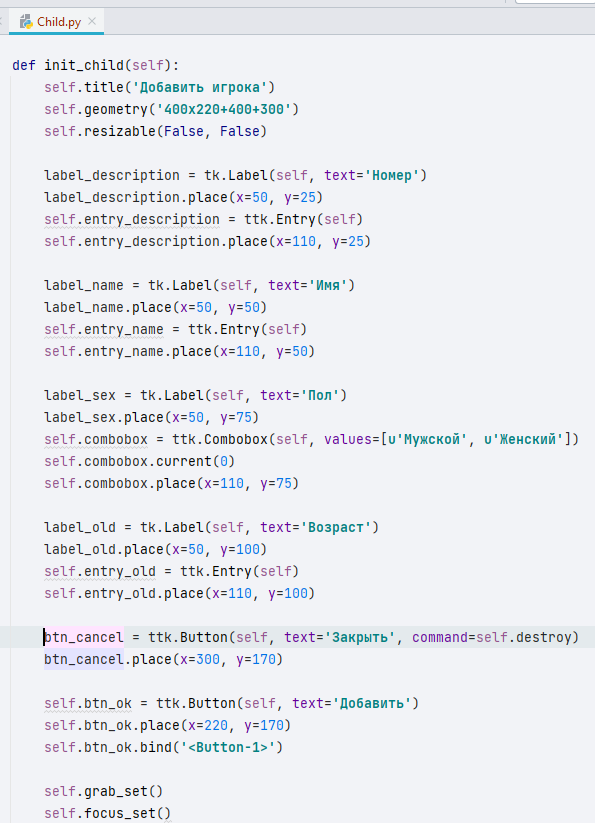 Child.py
def init_child(self):
self.title('Добавить игрока')
self.geometry('400x220+400+300')
self.resizable(False, False)
label_description = tk.Label(self, text='Номер')
label_description.place(x=50, y=25)
self.entry_description = ttk.Entry(self)
self.entry_description.place(x=110, y=25)
label_name = tk.Label(self, text='Имя')
label_name.place(x=50, y=50)
self.entry_name = ttk.Entry(self)
self.entry_name.place(x=110, y=50)
label_sex = tk.Label(self, text='Пол')
label_sex.place(x=50, y=75)
self.combobox = ttk.Combobox(self, values=[u'Мужской', u'Женский'])
self.combobox.current(0)
self.combobox.place(x=110, y=75)
label_old = tk.Label(self, text='Возраст')
label_old.place(x=50, y=100)
self.entry_old = ttk.Entry(self)
self.entry_old.place(x=110, y=100)
btn_cancel = ttk.Button(self, text='Закрыть', command=self.destroy)
btn_cancel.place(x=300, y=170)
self.btn_ok = ttk.Button(self, text='Добавить')
self.btn_ok.place(x=220, y=170)
self.btn_ok.bind('<Button-1>')
self.grab_set()
self.focus_set()